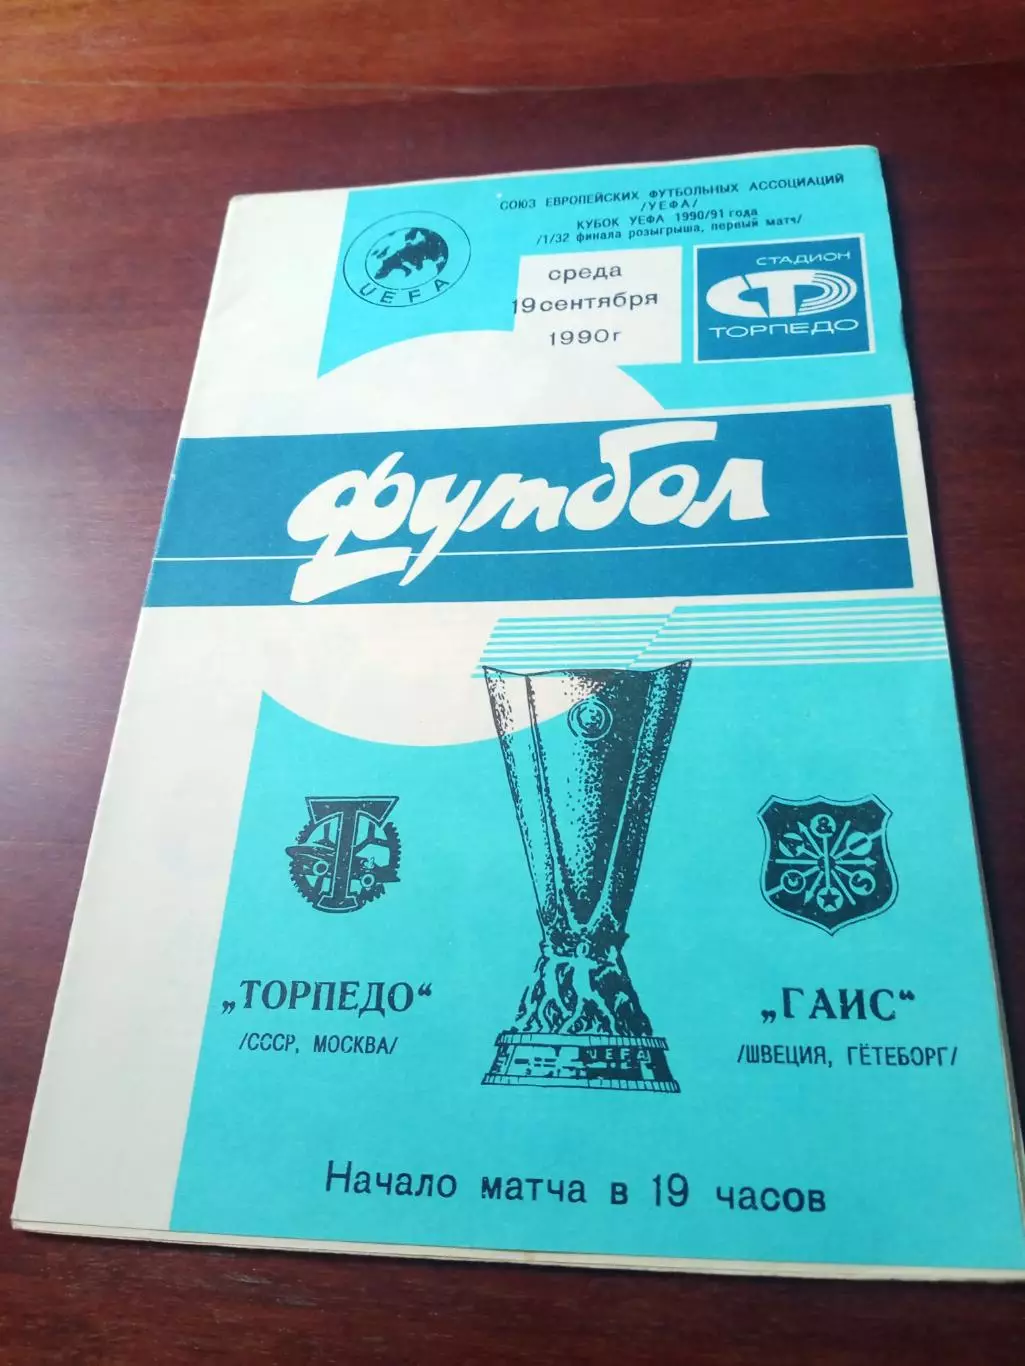 СОЮЗ ЕВРОПЕЙСКИХ ФУТБОЛЬНЫХ АССОЦИАЦИЙ
/УЕФА/
КУБОК УЕФА 1990/91 года
/1/32 финала розыгрыша, первый матч/
UEFA
среда
19 сентября
1990г
СТАДИОН
ТОРПЕДО
футбол
UEFA
„ТОРПЕДО“
/СССР, МОСКВА/
„ГАИС“
/ШВЕЦИЯ, ГЁТЕБОРГ/
Начало матча в 19 часов